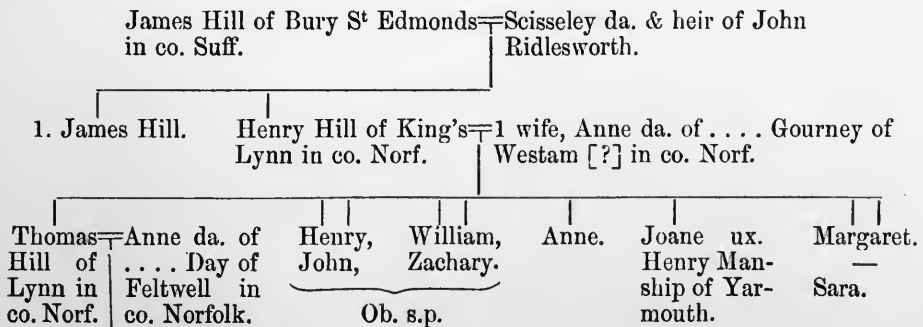 James Hill of Bury Sᵗ Edmonds=Scisseley da. & heir of John
in co. Suff. Ridlesworth.
1. James Hill. Henry Hill of King's=1 wife, Anne da. of . . . . Gourney of
Lynn in co. Norf. Westam [?] in co. Norf.
Thomas=Anne da. of Henry, William, Anne. Joane ux. Margaret.
Hill of . . . . Day of John, Zachary. Henry Man- —
Lynn in Feltwell in ship of Yar- Sara.
co. Norf. co. Norfolk. Ob. s.p. mouth.